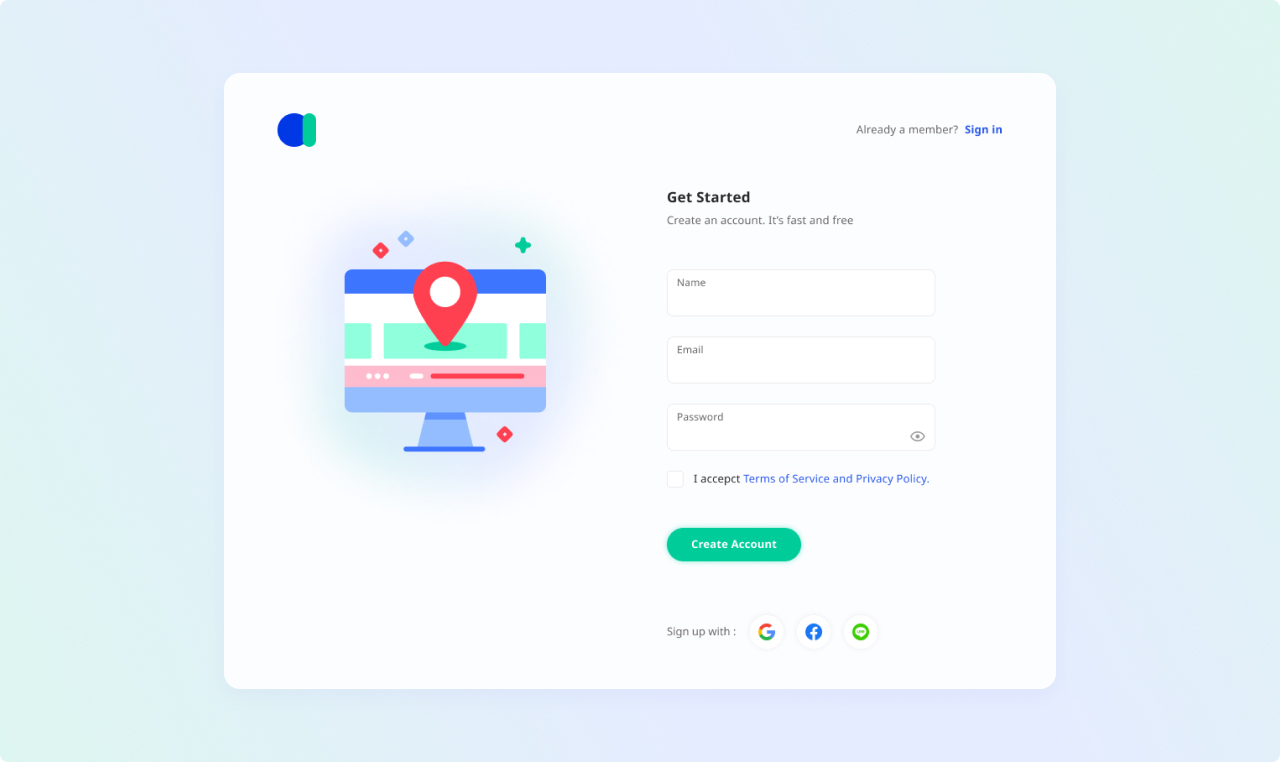 Already a member? Sign in
Get Started
Create an account. It's fast and free
Name
Email
Password
I accepct Terms of Service and Privacy Policy.
Create Account
Sign up with :
LINE